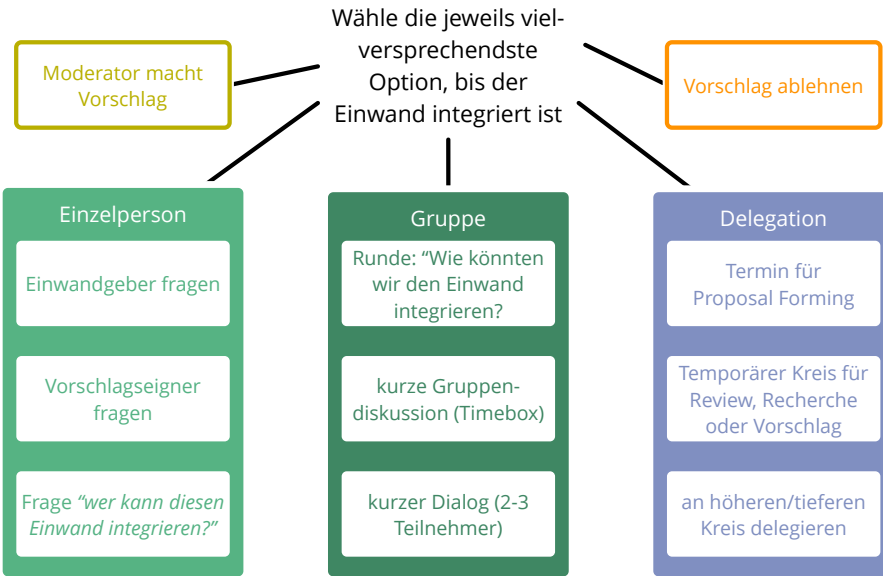 Wähle die jeweils viel-
versprechendste
Option, bis der
Einwand integriert ist
Moderator macht
Vorschlag
Vorschlag ablehnen
Einzelperson
Einwandgeber fragen
Vorschlagseigner
fragen
Frage “wer kann diesen
Einwand integrieren?”
Gruppe
Runde: “Wie könnten
wir den Einwand
integrieren?
kurze Gruppen-
diskussion (Timebox)
kurzer Dialog (2-3
Teilnehmer)
Delegation
Termin für
Proposal Forming
Temporärer Kreis für
Review, Recherche
oder Vorschlag
an höheren/tieferen
Kreis delegieren